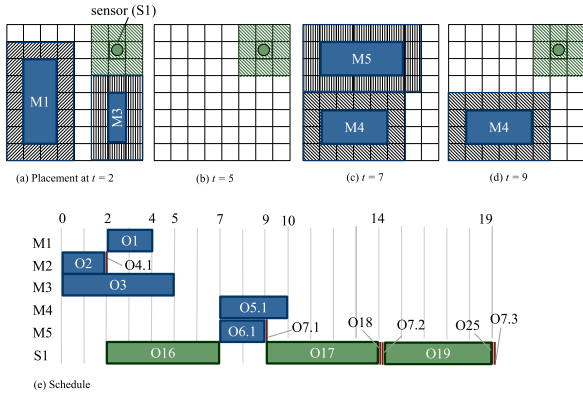 sensor (S1)
M1
M3
M5
M4
M4
(a) Placement at t = 2
(b) t = 5
(c) t = 7
(d) t = 9
0 2 4 5 7 9 10 14 19
M1 O1
M2 O2 O4.1
M3 O3
M4 O5.1
M5 O6.1 O7.1 O18 O7.2 O25 O7.3
S1 O16 O17 O19
(e) Schedule